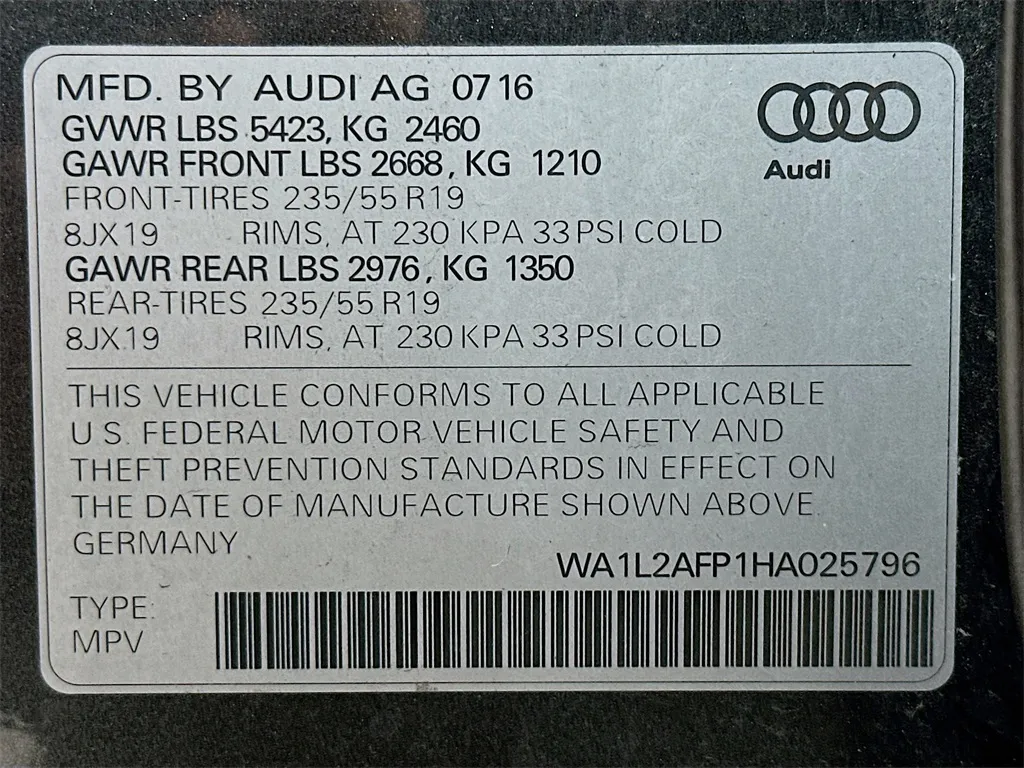 MFD. BY AUDI AG 07 16
GVWR LBS 5423, KG 2460
GAWR FRONT LBS 2668, KG 1210
FRONT-TIRES 235/55 R19
8JX19 RIMS, AT 230 KPA 33 PSI COLD
GAWR REAR LBS 2976, KG 1350
REAR-TIRES 235/55 R19
8JX19 RIMS, AT 230 KPA 33 PSI COLD
Audi
THIS VEHICLE CONFORMS TO ALL APPLICABLE
U.S. FEDERAL MOTOR VEHICLE SAFETY AND
THEFT PREVENTION STANDARDS IN EFFECT ON
THE DATE OF MANUFACTURE SHOWN ABOVE.
GERMANY
WA1L2AFP1HA025796
TYPE:
MPV